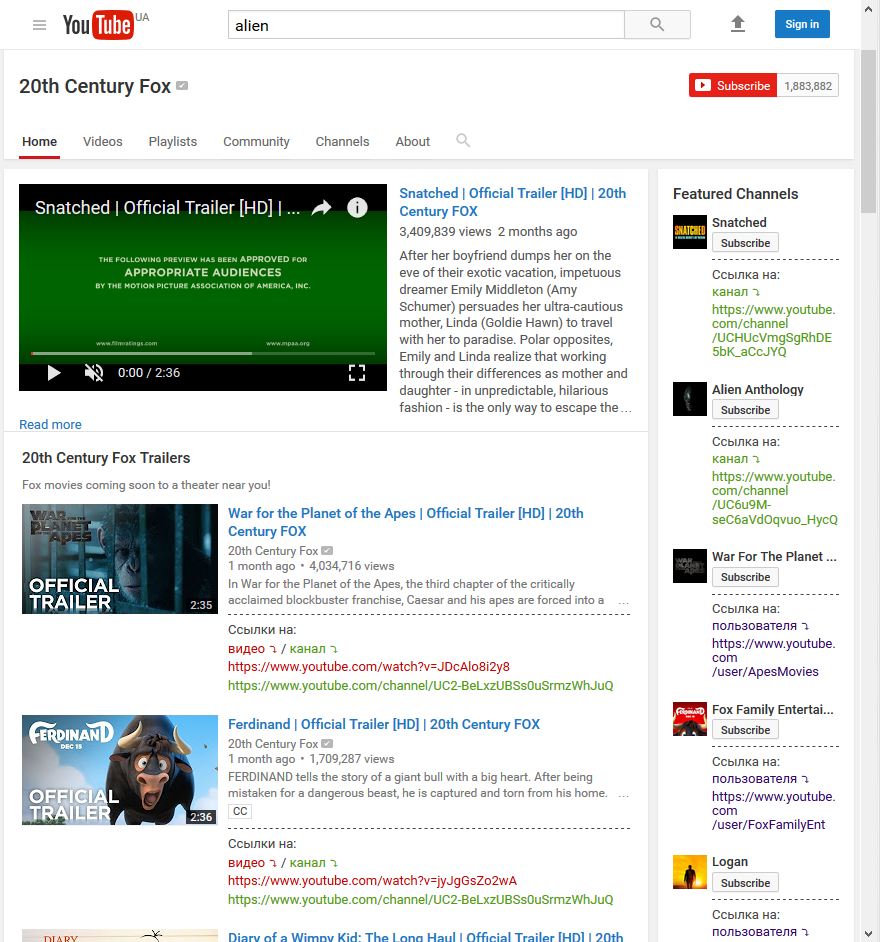 YouTube UA
alien
Sign in
20th Century Fox
Subscribe 1,883,882
Home Videos Playlists Community Channels About
Snatched | Official Trailer [HD] | ...
THE FOLLOWING PREVIEW HAS BEEN APPROVED FOR
APPROPRIATE AUDIENCES
BY THE MOTION PICTURE ASSOCIATION OF AMERICA, INC.
www.filmratings.com www.mpaa.org
0:00 / 2:36
Snatched | Official Trailer [HD] | 20th
Century FOX
3,409,839 views 2 months ago
After her boyfriend dumps her on the
eve of their exotic vacation, impetuous
dreamer Emily Middleton (Amy
Schumer) persuades her ultra-cautious
mother, Linda (Goldie Hawn) to travel
with her to paradise. Polar opposites,
Emily and Linda realize that working
through their differences as mother and
daughter - in unpredictable, hilarious
fashion - is the only way to escape the ...
Read more
20th Century Fox Trailers
Fox movies coming soon to a theater near you!
WAR FOR THE
PLANET
OF THE APES
OFFICIAL
TRAILER
2:35
War for the Planet of the Apes | Official Trailer [HD] | 20th
Century FOX
20th Century Fox
1 month ago • 4,034,716 views
In War for the Planet of the Apes, the third chapter of the critically
acclaimed blockbuster franchise, Caesar and his apes are forced into a ...
Ссылки на:
видео ⤵ / канал ⤵
https://www.youtube.com/watch?v=JDcAlo8i2y8
https://www.youtube.com/channel/UC2-BeLxzUBSs0uSrmzWhJuQ
FERDINAND
DEC 15
OFFICIAL
TRAILER
2:36
Ferdinand | Official Trailer [HD] | 20th Century FOX
20th Century Fox
1 month ago • 1,709,287 views
FERDINAND tells the story of a giant bull with a big heart. After being
mistaken for a dangerous beast, he is captured and torn from his home. ...
CC
Ссылки на:
видео ⤵ / канал ⤵
https://www.youtube.com/watch?v=jyJgGsZo2wA
https://www.youtube.com/channel/UC2-BeLxzUBSs0uSrmzWhJuQ
DIARY
Diary of a Wimpy Kid: The Long Haul | Official Trailer [HD] | 20th
Featured Channels
SNATCHED
Snatched
Subscribe
Ссылка на:
канал ⤵
https://www.youtube.
com/channel
/UCHUcVmgSgRhDE
5bK_aCcJYQ
Alien Anthology
Subscribe
Ссылка на:
канал ⤵
https://www.youtube.
com/channel
/UC6u9M-
seC6aVdOqvuo_HycQ
War For The Planet ...
Subscribe
Ссылка на:
пользователя ⤵
https://www.youtube.
com
/user/ApesMovies
FERDINAND
Fox Family Entertai...
Subscribe
Ссылка на:
пользователя ⤵
https://www.youtube.
com
/user/FoxFamilyEnt
Logan
Subscribe
Ссылка на:
пользователя ⤵